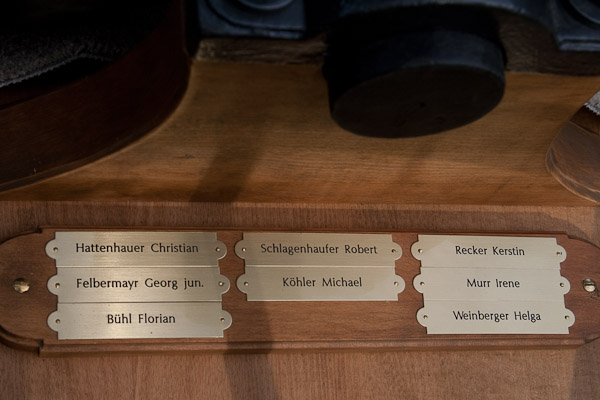 Hattenhauer Christian
Felbermayr Georg jun.
Bühl Florian
Schlagenhaufer Robert
Köhler Michael
Recker Kerstin
Murr Irene
Weinberger Helga